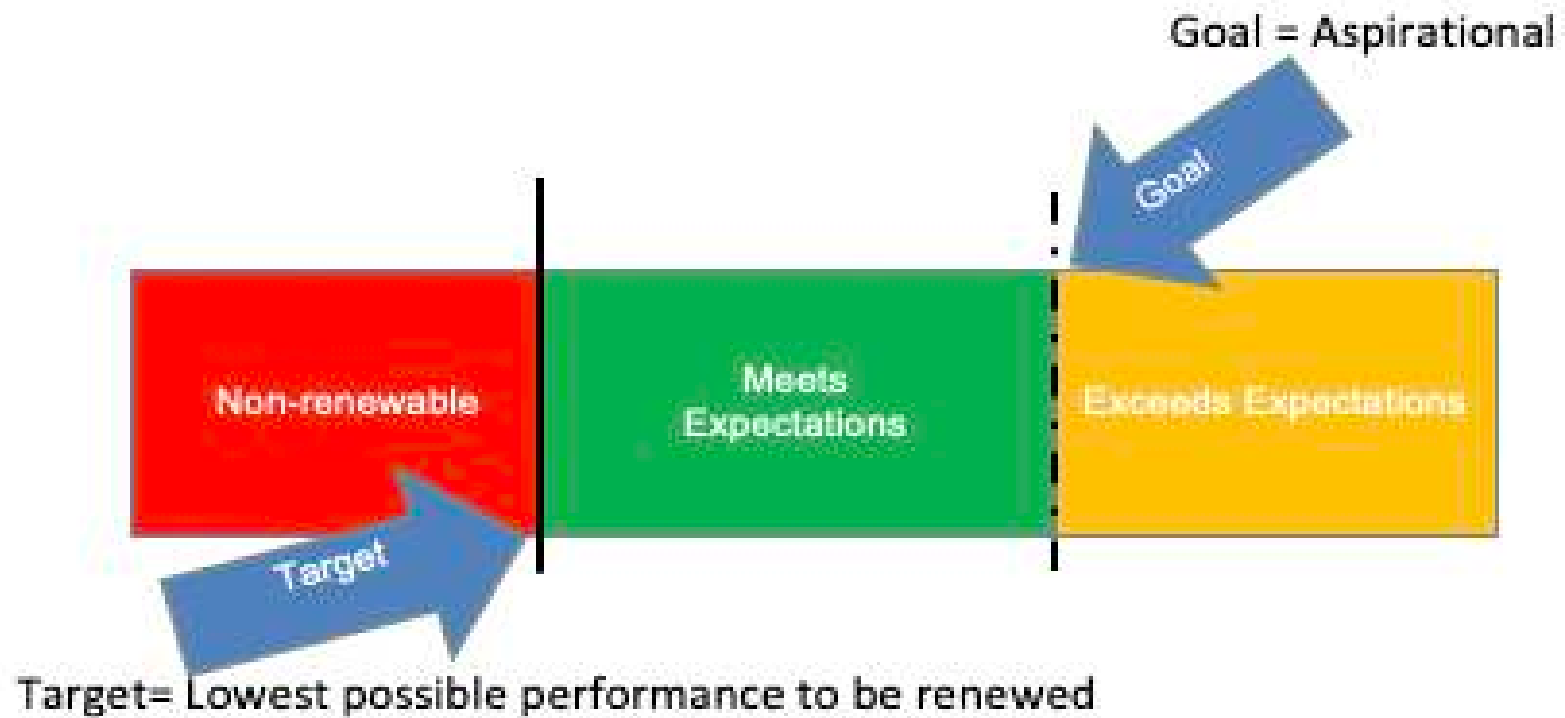 Goal = Aspirational
Goal
Non-renewable
Meets
Expectations
Exceeds Expectations
Target
Target= Lowest possible performance to be renewed